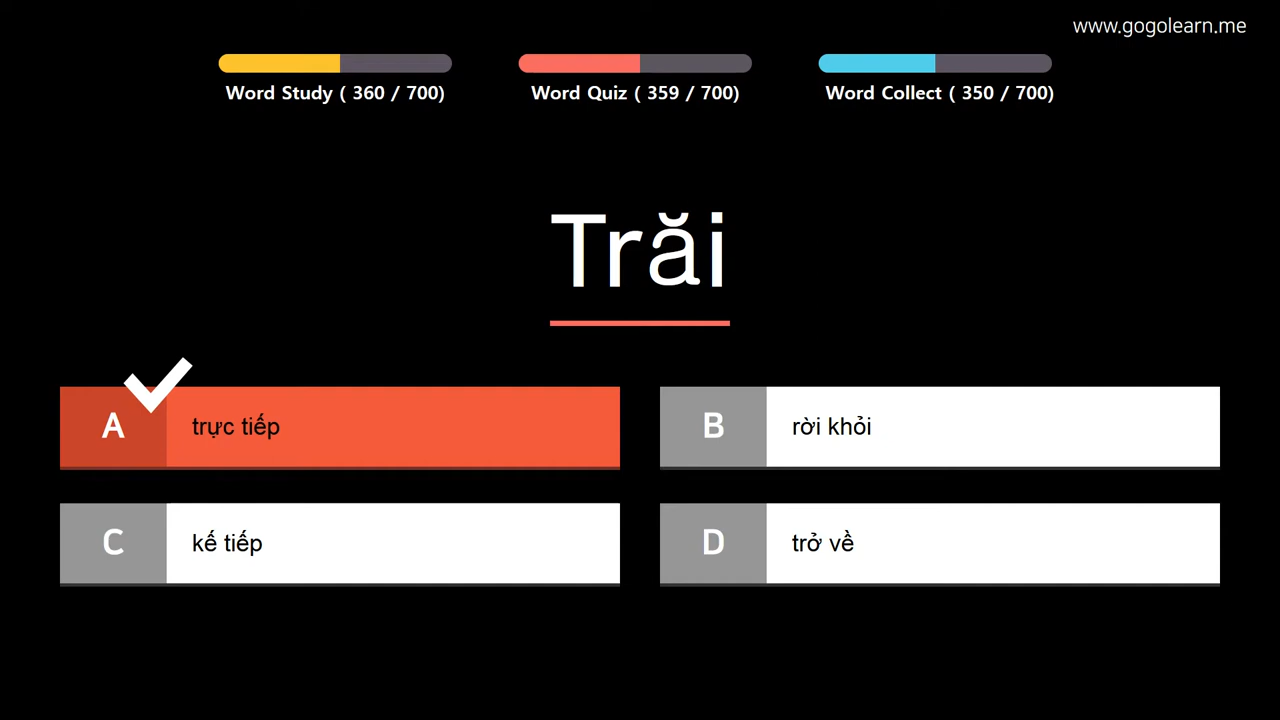 www.gogolearn.me
Word Study ( 360 / 700)
Word Quiz ( 359 / 700)
Word Collect ( 350 / 700)
Trăi
A trực tiếp
B rời khỏi
C kế tiếp
D trở về